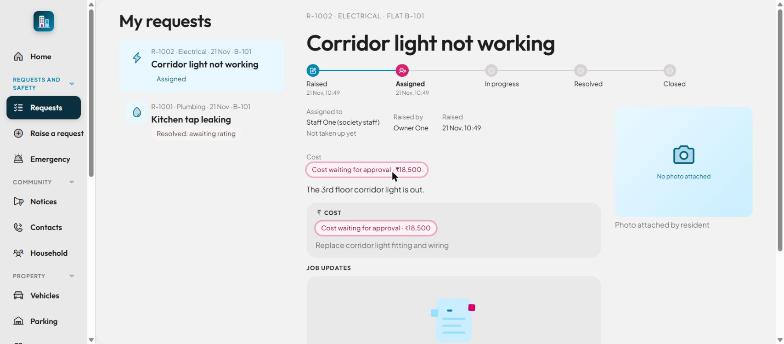 My requests
R-1002 · Electrical · 21 Nov · B-101
Corridor light not working
Assigned
R-1001 · Plumbing · 21 Nov · B-101
Kitchen tap leaking
Resolved: awaiting rating
Home
REQUESTS AND SAFETY
Requests
Raise a request
Emergency
COMMUNITY
Notices
Contacts
Household
PROPERTY
Vehicles
Parking
R-1002 · ELECTRICAL · FLAT B-101
Corridor light not working
Raised
21 Nov, 10:49
Assigned
21 Nov, 10:49
In progress
Resolved
Closed
Assigned to
Staff One (society staff)
Not taken up yet
Raised by
Owner One
Raised
21 Nov, 10:49
Cost
Cost waiting for approval · ₹18,500
The 3rd floor corridor light is out.
₹ COST
Cost waiting for approval · ₹18,500
Replace corridor light fitting and wiring
JOB UPDATES
No photo attached
Photo attached by resident